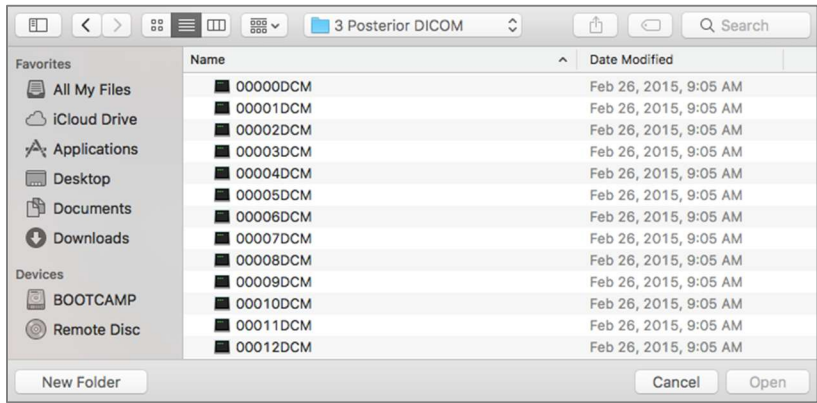 3 Posterior DICOM Search
Favorites Name Date Modified
All My Files 00000DCM Feb 26, 2015, 9:05 AM
00001DCM Feb 26, 2015, 9:05 AM
iCloud Drive 00002DCM Feb 26, 2015, 9:05 AM
Applications 00003DCM Feb 26, 2015, 9:05 AM
Desktop 00004DCM Feb 26, 2015, 9:05 AM
00005DCM Feb 26, 2015, 9:05 AM
Documents 00006DCM Feb 26, 2015, 9:05 AM
Downloads 00007DCM Feb 26, 2015, 9:05 AM
00008DCM Feb 26, 2015, 9:05 AM
Devices 00009DCM Feb 26, 2015, 9:05 AM
BOOTCAMP 00010DCM Feb 26, 2015, 9:05 AM
Remote Disc 00011DCM Feb 26, 2015, 9:05 AM
00012DCM Feb 26, 2015, 9:05 AM
New Folder Cancel Open